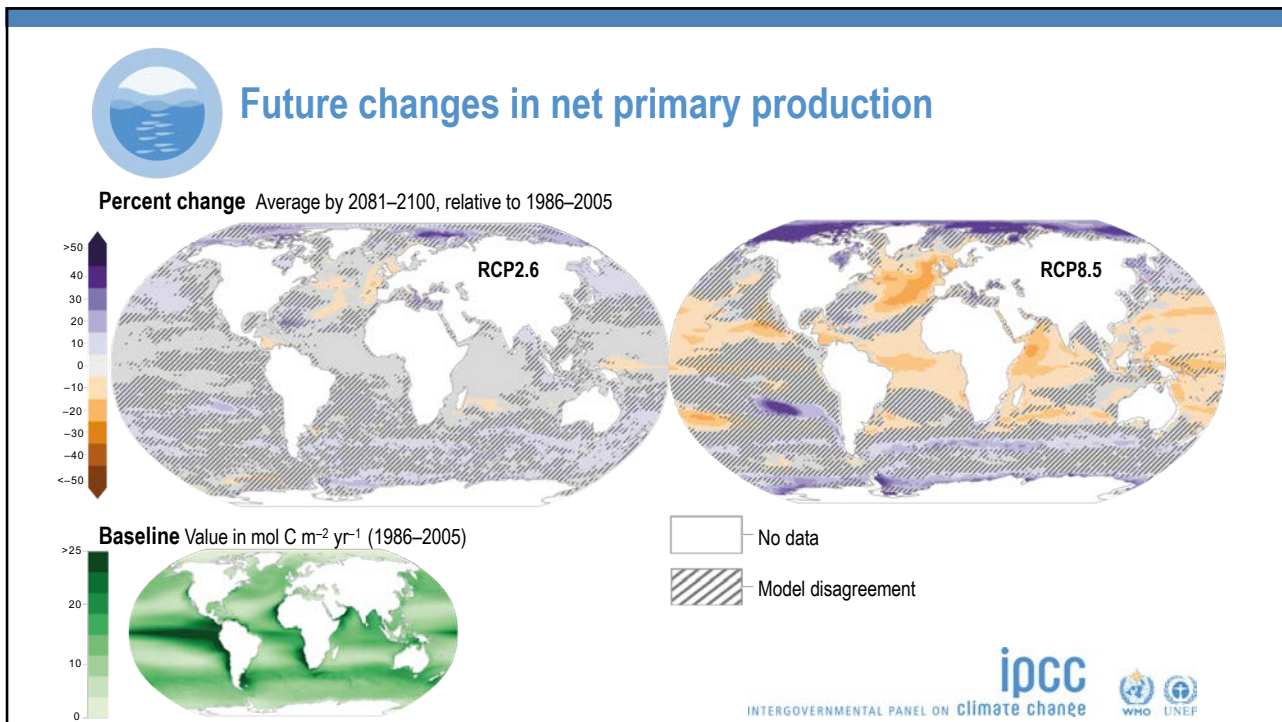 Future changes in net primary production
Percent change Average by 2081–2100, relative to 1986–2005
>50
40
30
20
10
0
−10
−20
−30
−40
<−50
RCP2.6
RCP8.5
Baseline Value in mol C m⁻² yr⁻¹ (1986–2005)
>25
20
10
0
No data
Model disagreement
ipcc
INTERGOVERNMENTAL PANEL ON climate change
WMO UNEF